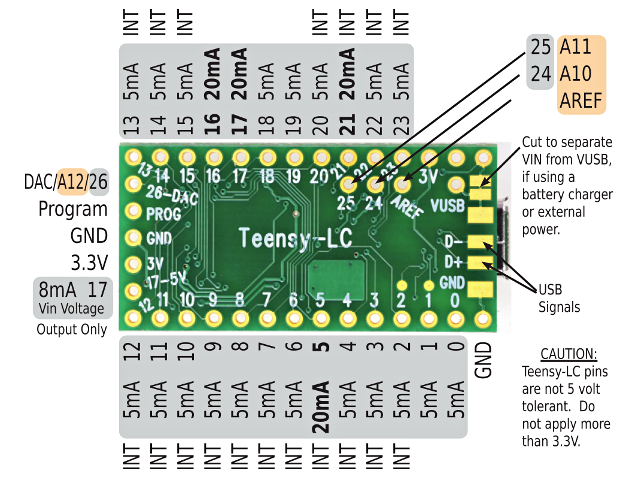 13 5mA INT
14 5mA INT
15 5mA INT
16 20mA
17 20mA
18 5mA
19 5mA
20 5mA INT
21 20mA INT
22 5mA INT
23 5mA INT
25 A11
24 A10
AREF
Cut to separate
VIN from VUSB,
if using a
battery charger
or external
power.
DAC/A12/26
Program
GND
3.3V
8mA 17
Vin Voltage
Output Only
13 14 15 16 17 18 19 20 21 22 23 3V
26-DAC
25 24 AREF
VUSB
PROG
Teensy-LC
D-
GND
D+
3V
GND
17-5V
12 11 10 9 8 7 6 5 4 3 2 1 0
USB
Signals
12 5mA INT
11 5mA INT
10 5mA INT
9 5mA INT
8 5mA INT
7 5mA INT
6 5mA INT
5 20mA INT
4 5mA INT
3 5mA INT
2 5mA INT
1 5mA
0 5mA
GND
CAUTION:
Teensy-LC pins
are not 5 volt
tolerant. Do
not apply more
than 3.3V.